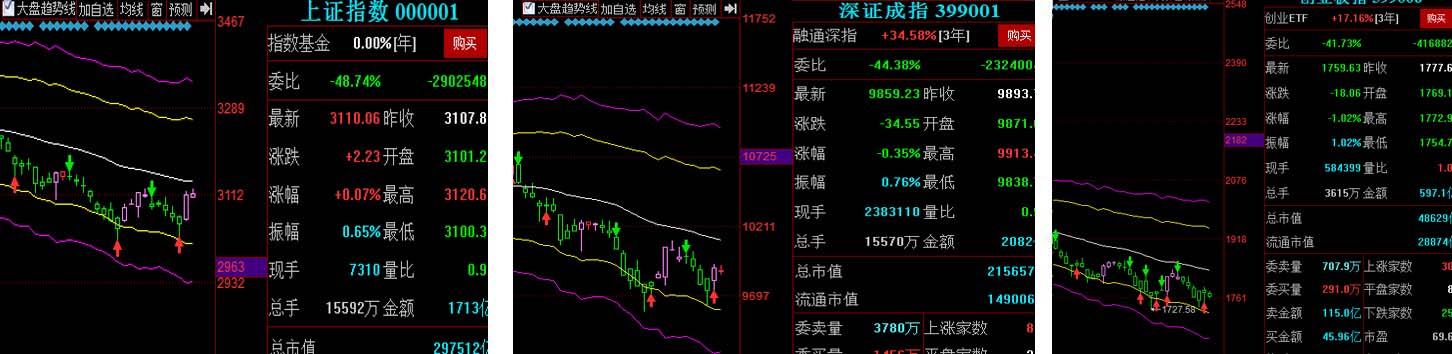 大盘趋势线 加自选 均线 窗 预测
3467
3289
3112
2963
2932
上证指数 000001
指数基金 0.00%[年] 购买
委比 -48.74% -2902548
最新 3110.06 昨收 3107.8
涨跌 +2.23 开盘 3101.2
涨幅 +0.07% 最高 3120.6
振幅 0.65% 最低 3100.3
现手 7310 量比 0.9
总手 15592万 金额 1713亿
总市值 297512亿
大盘趋势线 加自选 均线 窗 预测
11752
11239
10725
10211
9697
深证成指 399001
融通深指 +34.58%[3年] 购买
委比 -44.38% -232400
最新 9859.23 昨收 9893.
涨跌 -34.55 开盘 9871.
涨幅 -0.35% 最高 9913.
振幅 0.76% 最低 9838.
现手 2383110 量比 0.
总手 15570万 金额 2082
总市值 215657
流通市值 149006
委卖量 3780万 上涨家数 8
2548
2390
2233
2182
2076
1918
1761
1727.58
创业ETF +17.16%[3年] 购买
委比 -41.73% -416882
最新 1759.63 昨收 1777.6
涨跌 -18.06 开盘 1769.1
涨幅 -1.02% 最高 1772.9
振幅 1.02% 最低 1754.7
现手 584399 量比 1.0
总手 3615万 金额 597.1亿
总市值 48629亿
流通市值 28874亿
委卖量 707.9万 上涨家数 30
委买量 291.0万 平盘家数 8
卖金额 115.0亿 下跌家数 25
买金额 45.96亿 市盈 69.6